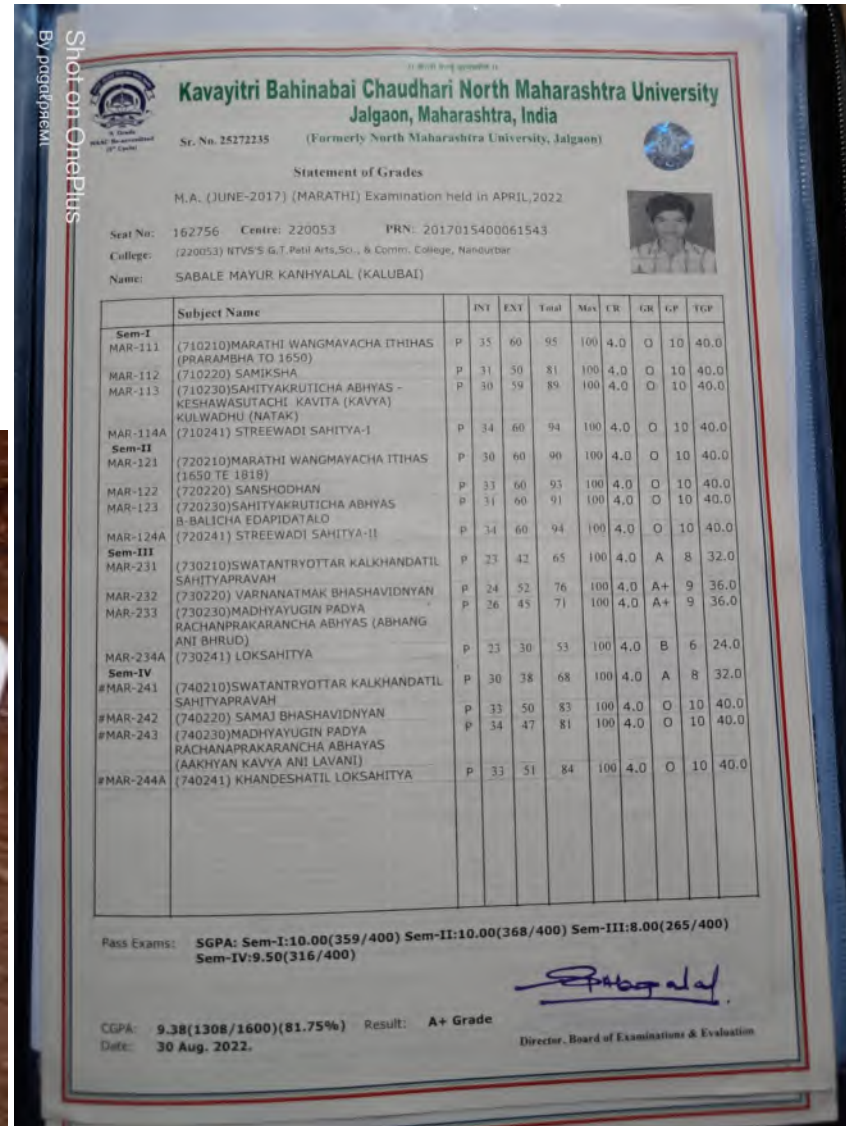 Shot on OnePlus
By pagalpREMI
Kavayitri Bahinabai Chaudhari North Maharashtra University
Jalgaon, Maharashtra, India
Sr. No. 25272235 (Formerly North Maharashtra University, Jalgaon)
Statement of Grades
M.A. (JUNE-2017) (MARATHI) Examination held in APRIL,2022
Seat No: 162756 Centre: 220053 PRN: 2017015400061543
College: (220053) NTVS'S G.T.Patil Arts,Sci., & Comm. College, Nandurbar
Name: SABALE MAYUR KANHYALAL (KALUBAI)
Subject Name INT EXT Total Max CR GR GP TGP
Sem-I
MAR-111 (710210)MARATHI WANGMAYACHA ITHIHAS P 35 60 95 100 4.0 O 10 40.0
(PRARAMBHA TO 1650)
MAR-112 (710220) SAMIKSHA P 31 50 81 100 4.0 O 10 40.0
MAR-113 (710230)SAHITYAKRUTICHA ABHYAS - P 30 59 89 100 4.0 O 10 40.0
KESHAWASUTACHI KAVITA (KAVYA)
KULWADHU (NATAK)
MAR-114A (710241) STREEWADI SAHITYA-I P 34 60 94 100 4.0 O 10 40.0
Sem-II
MAR-121 (720210)MARATHI WANGMAYACHA ITIHAS P 30 60 90 100 4.0 O 10 40.0
(1650 TE 1818)
MAR-122 (720220) SANSHODHAN P 33 60 93 100 4.0 O 10 40.0
MAR-123 (720230)SAHITYAKRUTICHA ABHYAS P 31 60 91 100 4.0 O 10 40.0
B-BALICHA EDAPIDATALO
MAR-124A (720241) STREEWADI SAHITYA-II P 34 60 94 100 4.0 O 10 40.0
Sem-III
MAR-231 (730210)SWATANTRYOTTAR KALKHANDATIL P 23 42 65 100 4.0 A 8 32.0
SAHITYAPRAVAH
MAR-232 (730220) VARNANATMAK BHASHAVIDNYAN P 24 52 76 100 4.0 A+ 9 36.0
MAR-233 (730230)MADHYAYUGIN PADYA P 26 45 71 100 4.0 A+ 9 36.0
RACHANPRAKARANCHA ABHYAS (ABHANG
ANI BHRUD)
MAR-234A (730241) LOKSAHITYA P 23 30 53 100 4.0 B 6 24.0
Sem-IV
#MAR-241 (740210)SWATANTRYOTTAR KALKHANDATIL P 30 38 68 100 4.0 A 8 32.0
SAHITYAPRAVAH
#MAR-242 (740220) SAMAJ BHASHAVIDNYAN P 33 50 83 100 4.0 O 10 40.0
#MAR-243 (740230)MADHYAYUGIN PADYA P 34 47 81 100 4.0 O 10 40.0
RACHANAPRAKARANCHA ABHAYAS
(AAKHYAN KAVYA ANI LAVANI)
#MAR-244A (740241) KHANDESHATIL LOKSAHITYA P 33 51 84 100 4.0 O 10 40.0
Pass Exams: SGPA: Sem-I:10.00(359/400) Sem-II:10.00(368/400) Sem-III:8.00(265/400)
Sem-IV:9.50(316/400)
CGPA: 9.38(1308/1600)(81.75%) Result: A+ Grade
Date: 30 Aug. 2022.
Director, Board of Examinations & Evaluation